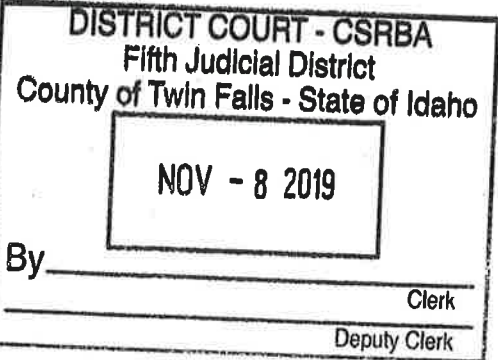 DISTRICT COURT - CSRBA
Fifth Judicial District
County of Twin Falls - State of Idaho
NOV - 8 2019
By
Clerk
Deputy Clerk